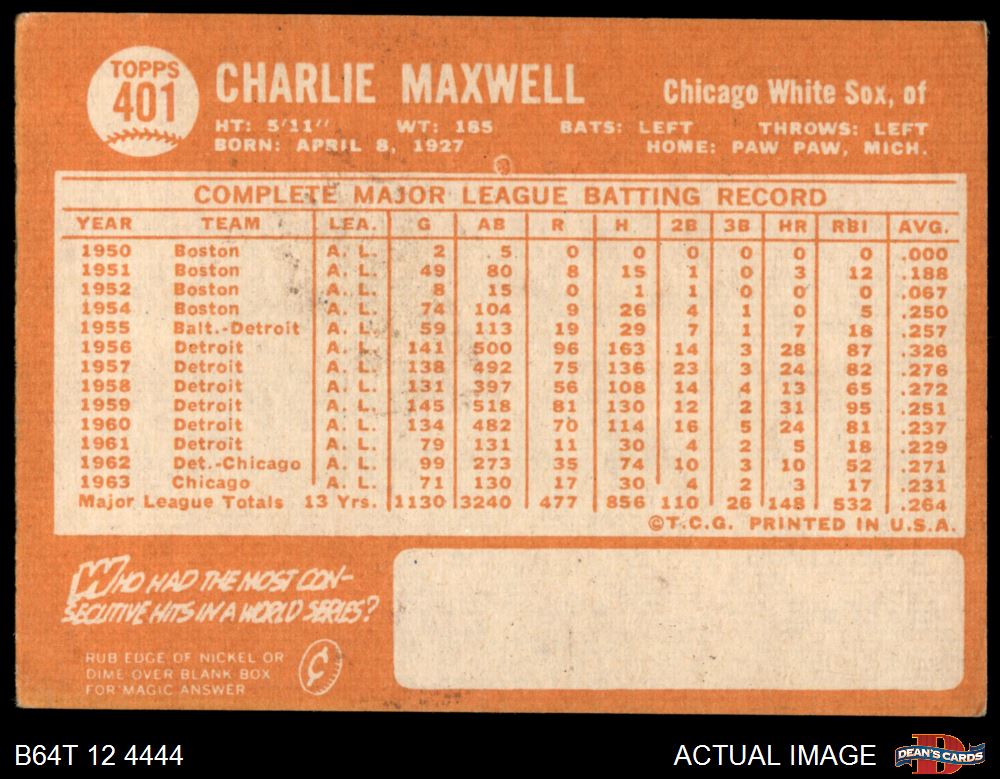 TOPPS
401
CHARLIE MAXWELL
Chicago White Sox, of
HT: 5'11" WT: 185 BATS: LEFT THROWS: LEFT
BORN: APRIL 8, 1927 HOME: PAW PAW, MICH.
COMPLETE MAJOR LEAGUE BATTING RECORD
YEAR TEAM LEA. G AB R H 2B 3B HR RBI AVG.
1950 Boston A. L. 2 5 0 0 0 0 0 0 .000
1951 Boston A. L. 49 80 8 15 1 0 3 12 .188
1952 Boston A. L. 8 15 0 1 1 0 0 0 .067
1954 Boston A. L. 74 104 9 26 4 1 0 5 .250
1955 Balt.-Detroit A. L. 59 113 19 29 7 1 7 18 .257
1956 Detroit A. L. 141 500 96 163 14 3 28 87 .326
1957 Detroit A. L. 138 492 75 136 23 3 24 82 .276
1958 Detroit A. L. 131 397 56 108 14 4 13 65 .272
1959 Detroit A. L. 145 518 81 130 12 2 31 95 .251
1960 Detroit A. L. 134 482 70 114 16 5 24 81 .237
1961 Detroit A. L. 79 131 11 30 4 2 5 18 .229
1962 Det.-Chicago A. L. 99 273 35 74 10 3 10 52 .271
1963 Chicago A. L. 71 130 17 30 4 2 3 17 .231
Major League Totals 13 Yrs. 1130 3240 477 856 110 26 148 532 .264
©T.C.G. PRINTED IN U.S.A.
WHO HAD THE MOST CON-
SECUTIVE HITS IN A WORLD SERIES?
RUB EDGE OF NICKEL OR
DIME OVER BLANK BOX
FOR MAGIC ANSWER
¢
B64T 12 4444
ACTUAL IMAGE
D
DEAN'S CARDS